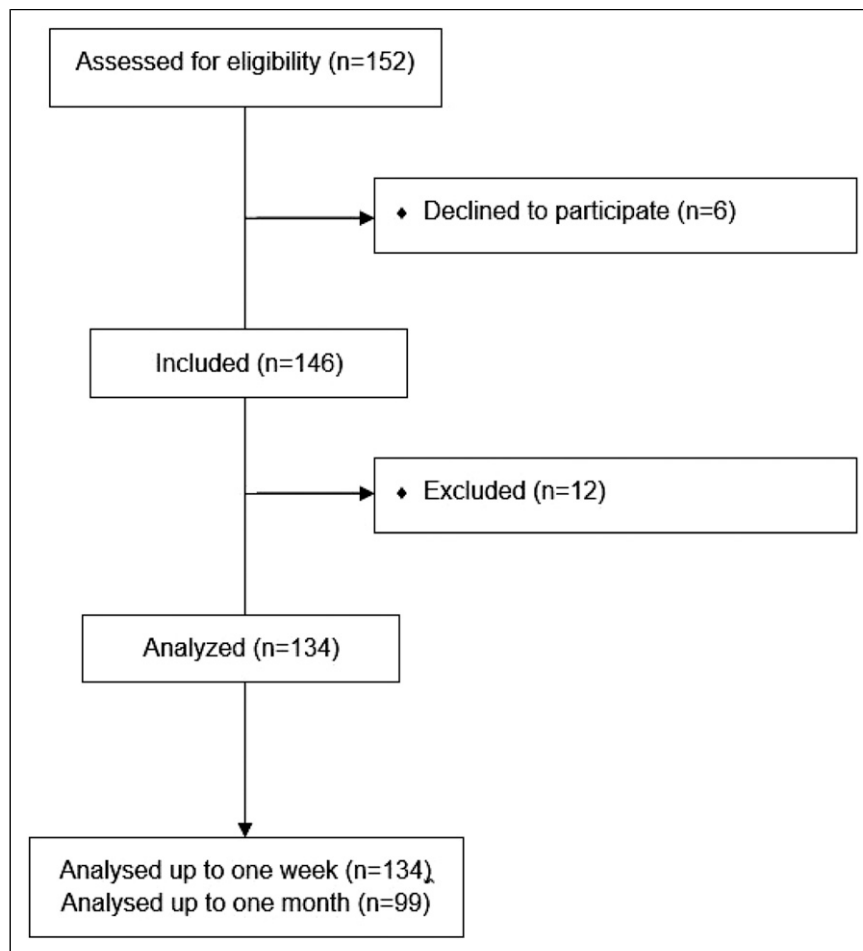 Assessed for eligibility (n=152)
♦ Declined to participate (n=6)
Included (n=146)
♦ Excluded (n=12)
Analyzed (n=134)
Analysed up to one week (n=134)
Analysed up to one month (n=99)